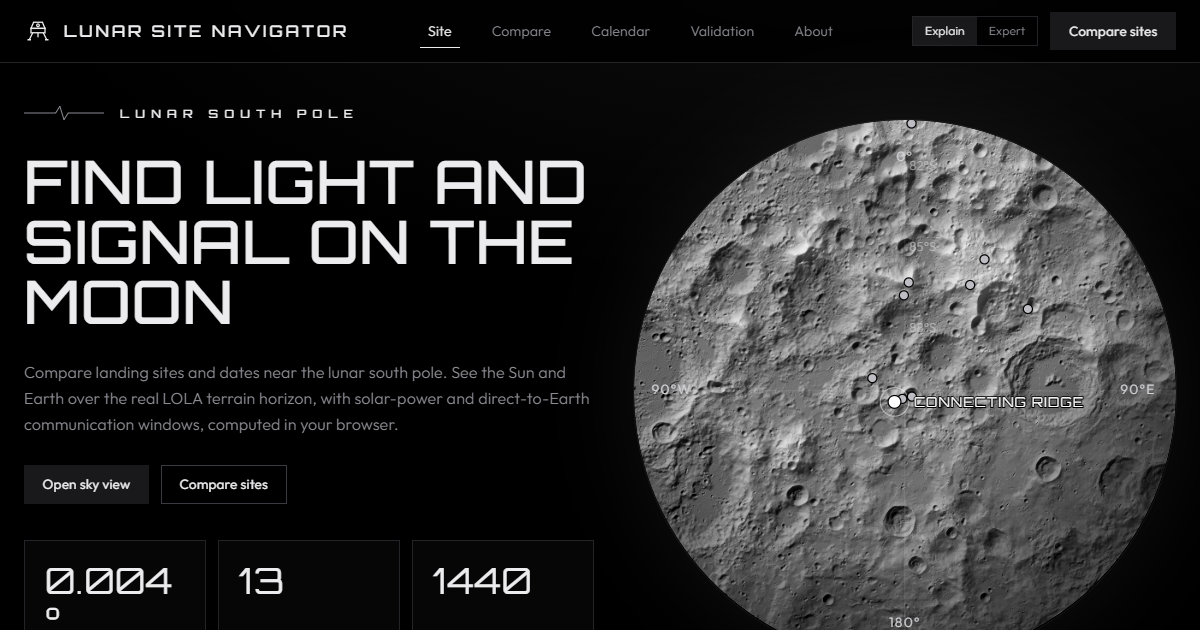 LUNAR SITE NAVIGATOR
Site
Compare
Calendar
Validation
About
Explain
Expert
Compare sites
LUNAR SOUTH POLE
FIND LIGHT AND
SIGNAL ON THE
MOON
Compare landing sites and dates near the lunar south pole. See the Sun and
Earth over the real LOLA terrain horizon, with solar-power and direct-to-Earth
communication windows, computed in your browser.
Open sky view
Compare sites
0.004
°
13
1440
0°
85°S
90°W
CONNECTING RIDGE
90°E
180°